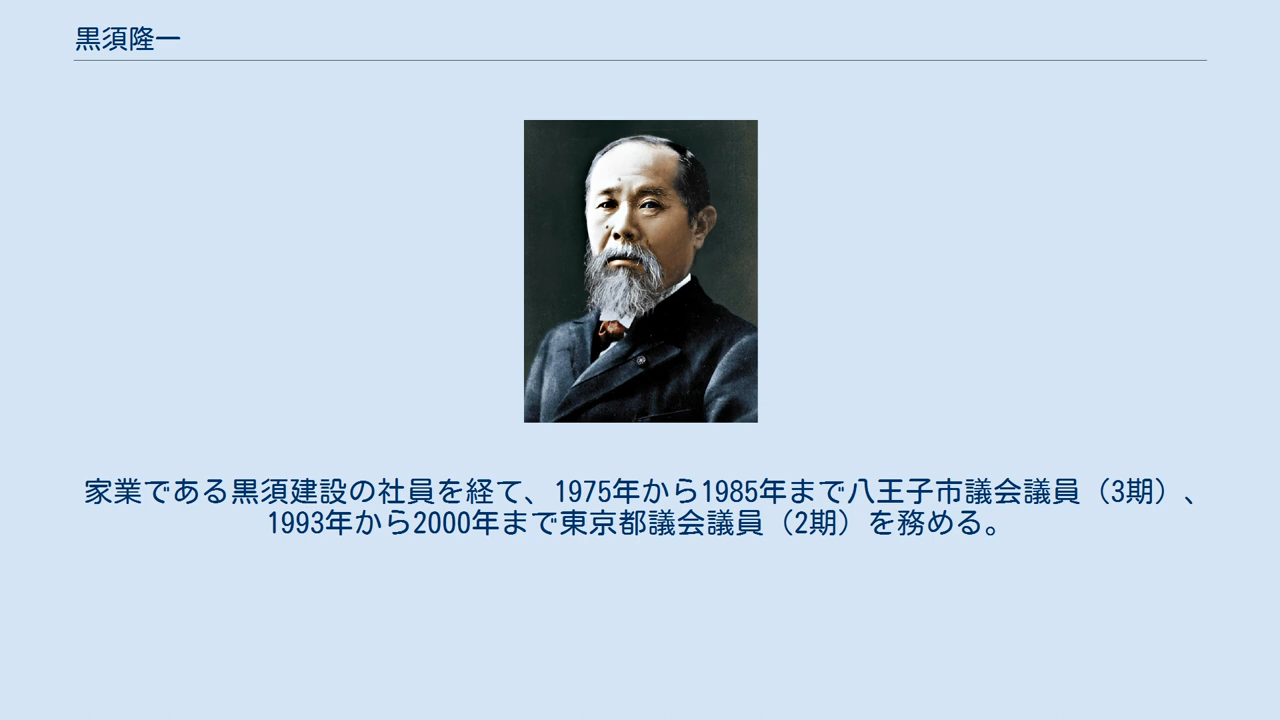 黒須隆一
家業である黒須建設の社員を経て、1975年から1985年まで八王子市議会議員（3期）、
1993年から2000年まで東京都議会議員（2期）を務める。